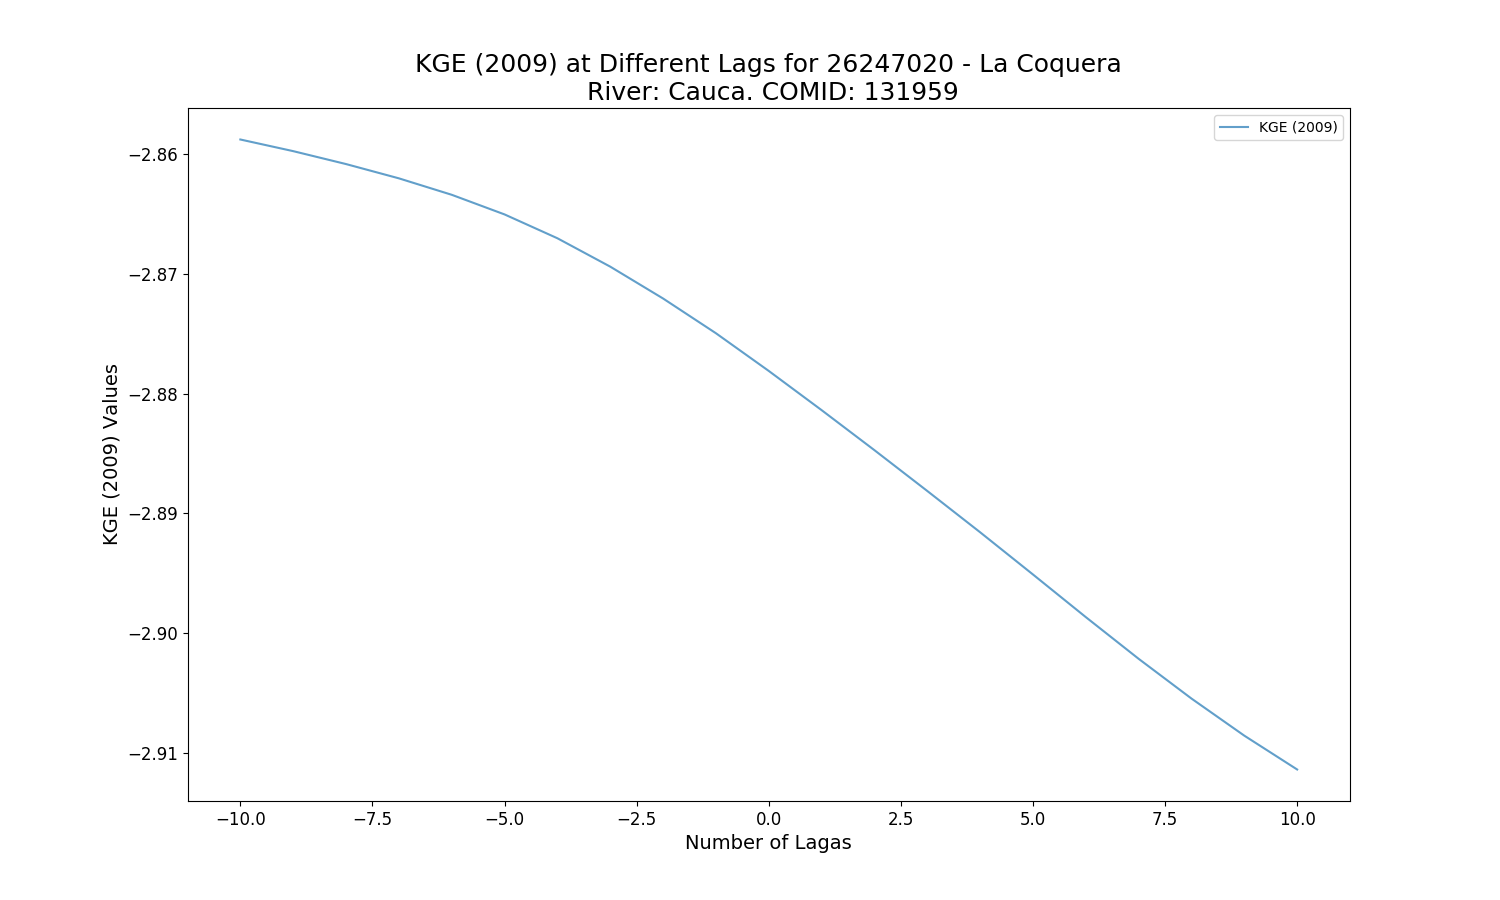 KGE (2009) at Different Lags for 26247020 - La Coquera
River: Cauca. COMID: 131959
KGE (2009)
−2.86
−2.87
−2.88
−2.89
−2.90
−2.91
KGE (2009) Values
−10.0 −7.5 −5.0 −2.5 0.0 2.5 5.0 7.5 10.0
Number of Lagas